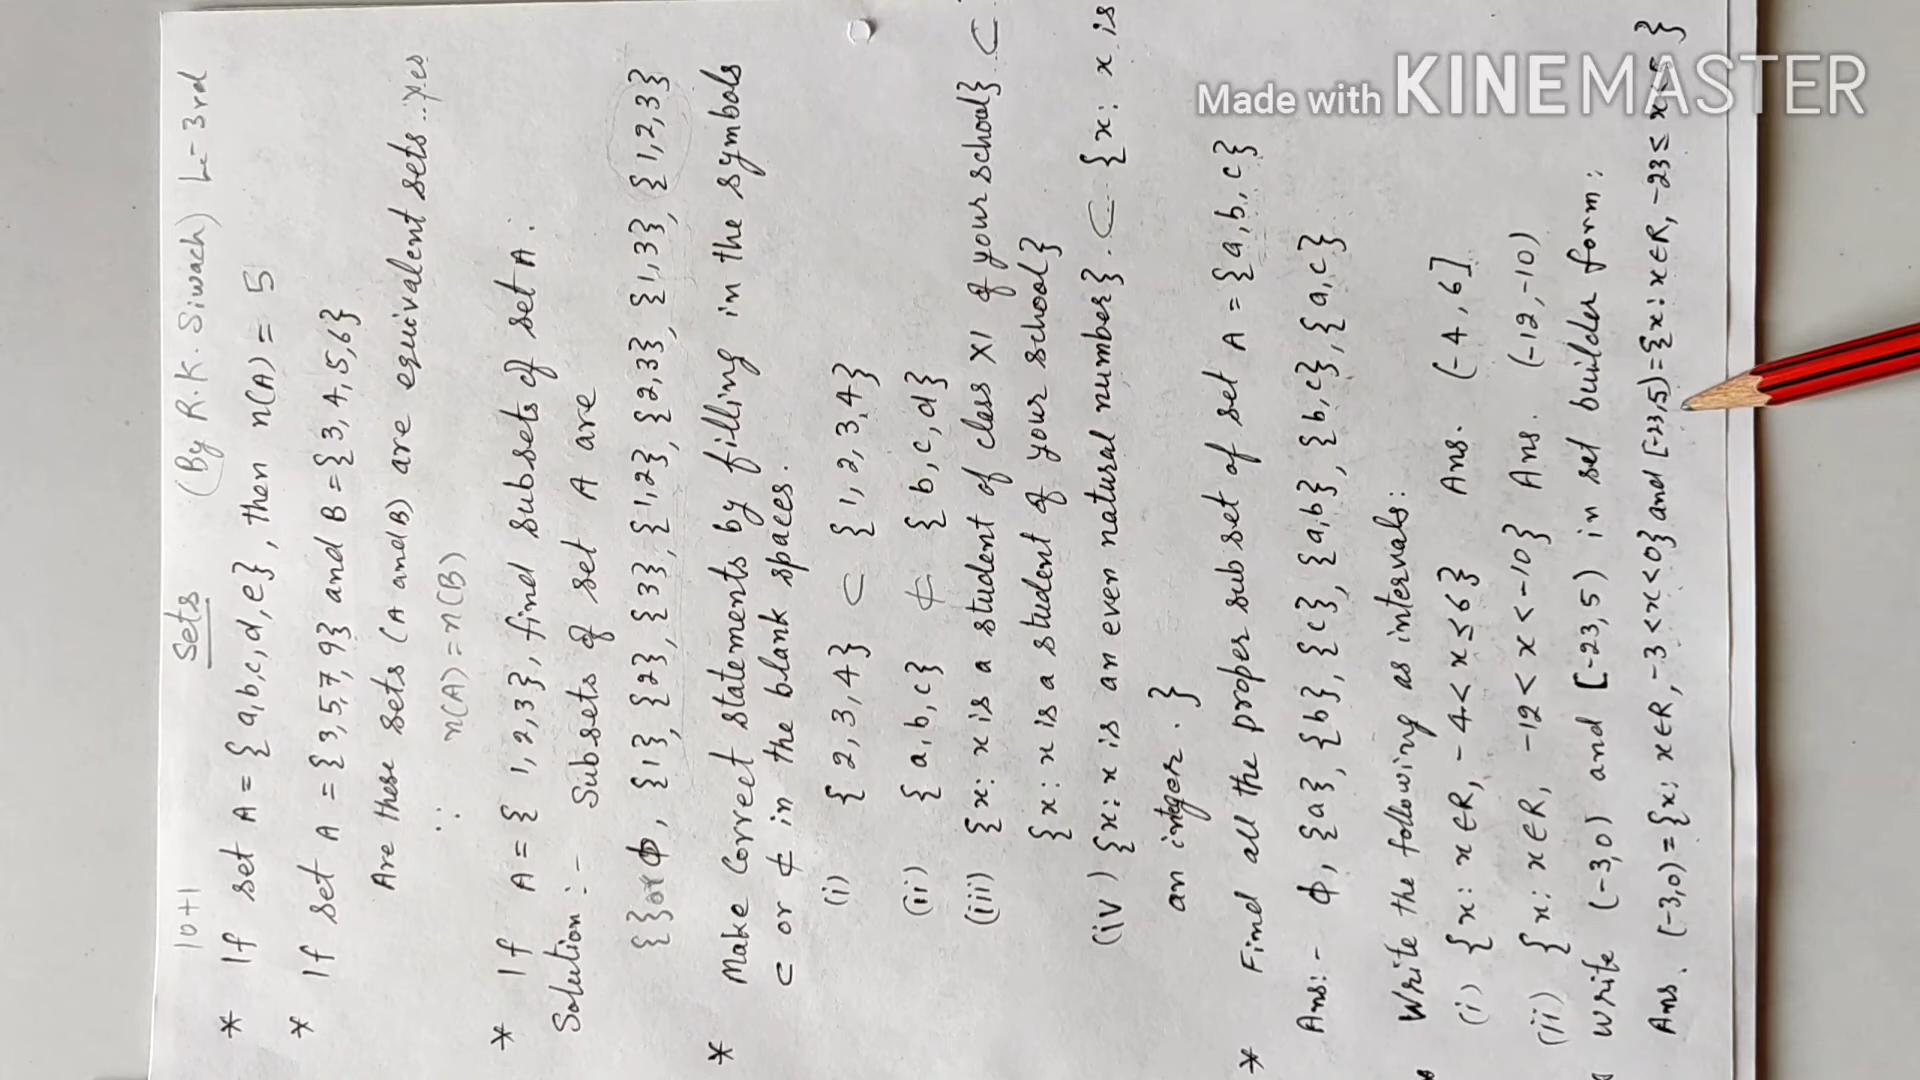 10+1 Sets (By R.K. Siwach) L-3rd
* If set A = {a,b,c,d,e}, then n(A) = 5
* If set A = {3,5,7,9} and B = {3,4,5,6}
Are these sets (A and B) are equivalent sets..yes
∵ n(A) = n(B)
* If A = {1,2,3}, find subsets of set A.
Solution:- Subsets of set A are
{ } or ϕ, {1}, {2}, {3}, {1,2}, {2,3}, {1,3}, {1,2,3}
* Make Correct statements by filling in the symbols
⊂ or ⊄ in the blank spaces.
(i) {2,3,4} ⊂ {1,2,3,4}
(ii) {a,b,c} ⊄ {b,c,d}
(iii) {x: x is a student of class XI of your school} ⊂
{x: x is a student of your school}
(iv) {x: x is an even natural number}. ⊂ {x: x is
an integer.}
* Find all the proper subset of set A = {a,b,c}
Ans:- ϕ, {a}, {b}, {c}, {a,b}, {b,c}, {a,c}
Write the following as intervals:
(i) {x: x∈R, -4<x≤6} Ans. (-4,6]
(ii) {x: x∈R, -12<x<-10} Ans. (-12,-10)
Write (-3,0) and [-23,5) in set builder form:
Ans. (-3,0)={x: x∈R, -3<x<0} and [-23,5)={x: x∈R, -23≤x<5}
Made with KINEMASTER